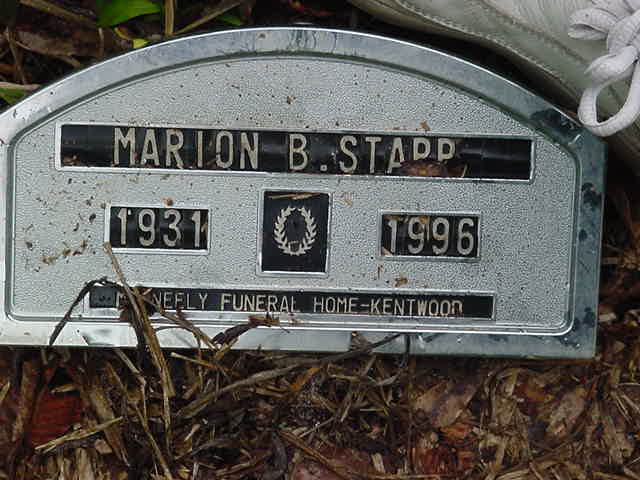 MARION B.
1931 1996
FUNERAL HOME-KENTWOOD